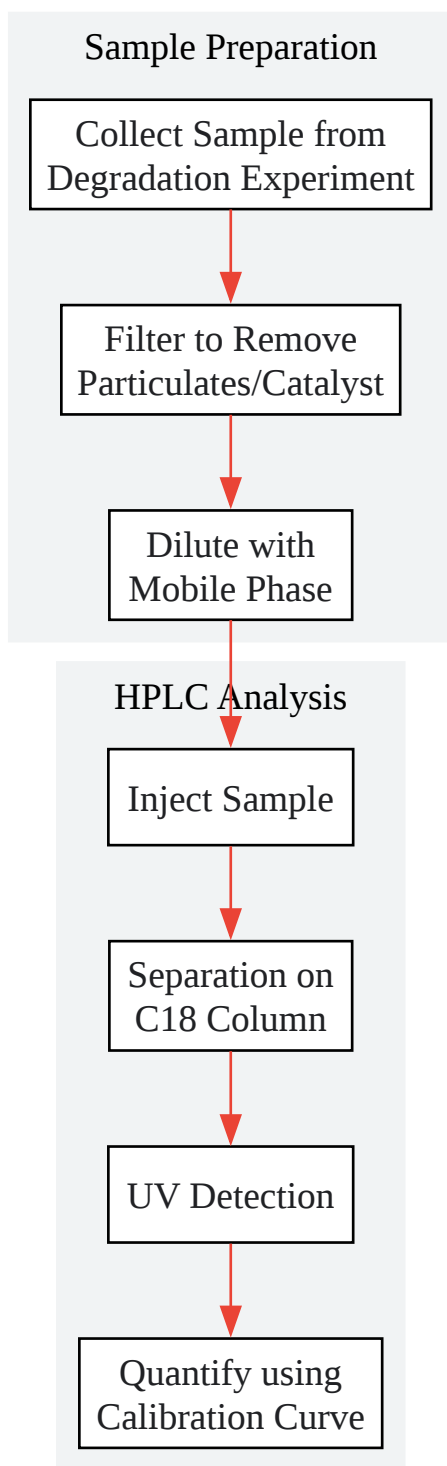 Sample Preparation
Collect Sample from
Degradation Experiment
Filter to Remove
Particulates/Catalyst
Dilute with
Mobile Phase
HPLC Analysis
Inject Sample
Separation on
C18 Column
UV Detection
Quantify using
Calibration Curve